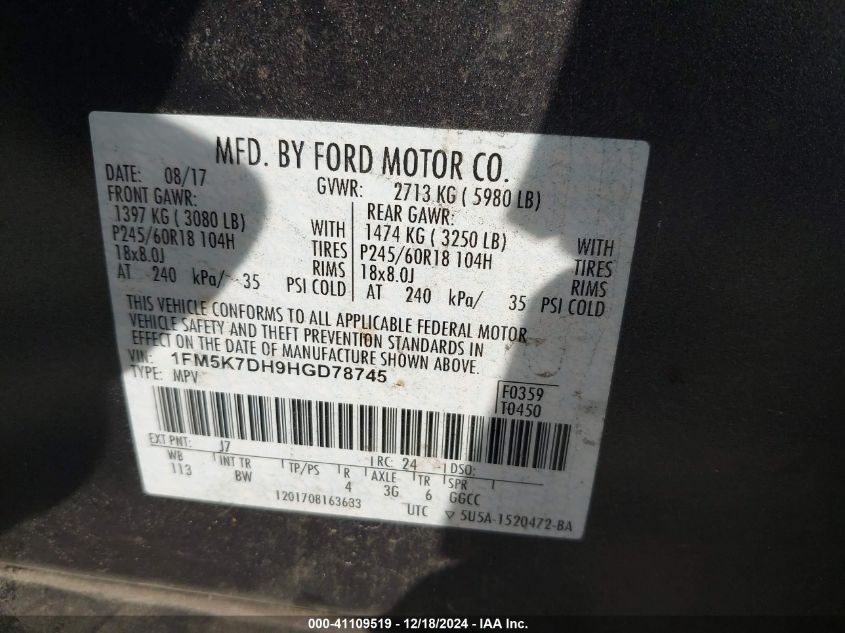 MFD. BY FORD MOTOR CO.
DATE: 08/17 GVWR: 2713 KG ( 5980 LB)
FRONT GAWR: REAR GAWR:
1397 KG ( 3080 LB) WITH 1474 KG ( 3250 LB) WITH
P245/60R18 104H TIRES P245/60R18 104H TIRES
18x8.0J RIMS 18x8.0J RIMS
AT 240 kPa/ 35 PSI COLD AT 240 kPa/ 35 PSI COLD
THIS VEHICLE CONFORMS TO ALL APPLICABLE FEDERAL MOTOR
VEHICLE SAFETY AND THEFT PREVENTION STANDARDS IN
EFFECT ON THE DATE OF MANUFACTURE SHOWN ABOVE.
VIN: 1FM5K7DH9HGD78745
TYPE: MPV
F0359
T0450
EXT PNT: J7 RC: 24 DSO:
WB INT TR TP/PS R AXLE TR SPR
113 BW 4 3G 6 GGCC
1201708163633 UTC ▽ 5U5A-1520472-BA
000-41109519 - 12/18/2024 - IAA Inc.